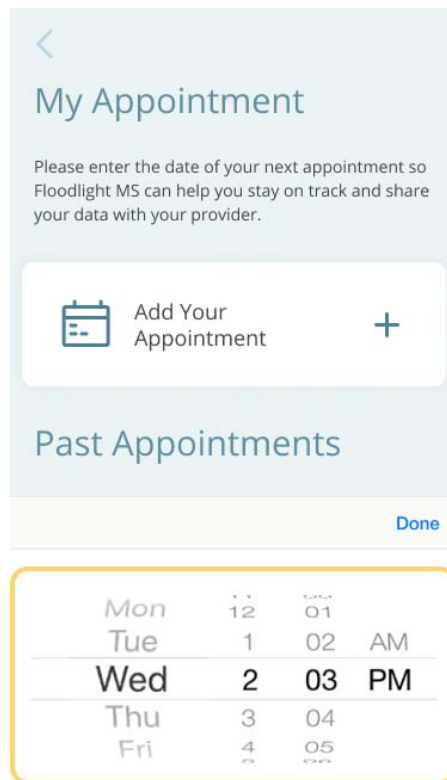 My Appointment
Please enter the date of your next appointment so
Floodlight MS can help you stay on track and share
your data with your provider.
Add Your
Appointment
Past Appointments
Done
Mon 12 01
Tue 1 02 AM
Wed 2 03 PM
Thu 3 04
Fri 4 05